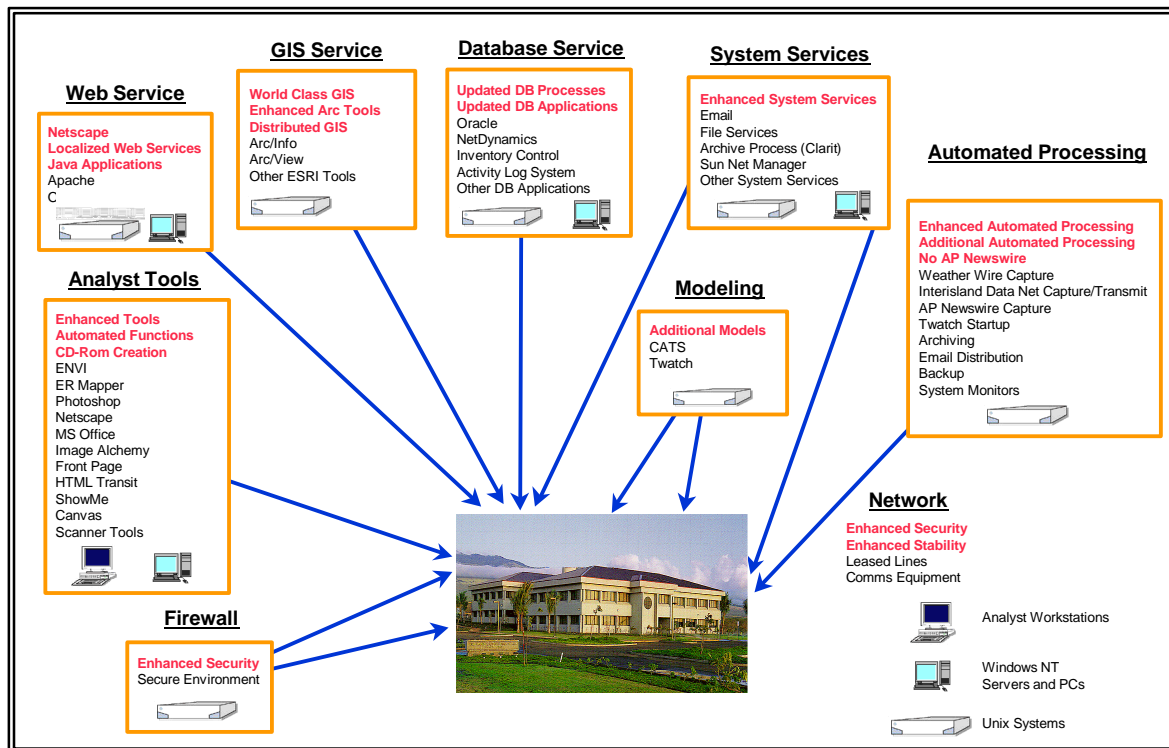 Web Service
Netscape
Localized Web Services
Java Applications
Apache
GIS Service
World Class GIS
Enhanced Arc Tools
Distributed GIS
Arc/Info
Arc/View
Other ESRI Tools
Database Service
Updated DB Processes
Updated DB Applications
Oracle
NetDynamics
Inventory Control
Activity Log System
Other DB Applications
System Services
Enhanced System Services
Email
File Services
Archive Process (Clarit)
Sun Net Manager
Other System Services
Automated Processing
Enhanced Automated Processing
Additional Automated Processing
No AP Newswire
Weather Wire Capture
Interisland Data Net Capture/Transmit
AP Newswire Capture
Twatch Startup
Archiving
Email Distribution
Backup
System Monitors
Analyst Tools
Enhanced Tools
Automated Functions
CD-Rom Creation
ENVI
ER Mapper
Photoshop
Netscape
MS Office
Image Alchemy
Front Page
HTML Transit
ShowMe
Canvas
Scanner Tools
Modeling
Additional Models
CATS
Twatch
Firewall
Enhanced Security
Secure Environment
Network
Enhanced Security
Enhanced Stability
Leased Lines
Comms Equipment
Analyst Workstations
Windows NT
Servers and PCs
Unix Systems